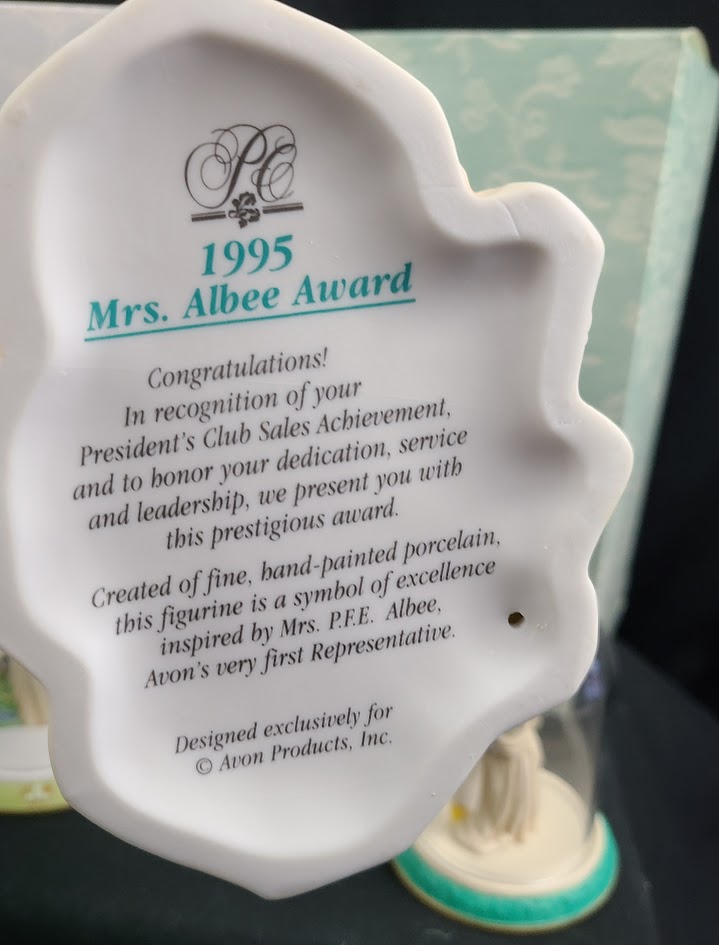 PE
1995
Mrs. Albee Award
Congratulations!
In recognition of your
President's Club Sales Achievement,
and to honor your dedication, service
and leadership, we present you with
this prestigious award.
Created of fine, hand-painted porcelain,
this figurine is a symbol of excellence
inspired by Mrs. P.F.E. Albee,
Avon's very first Representative.
Designed exclusively for
© Avon Products, Inc.